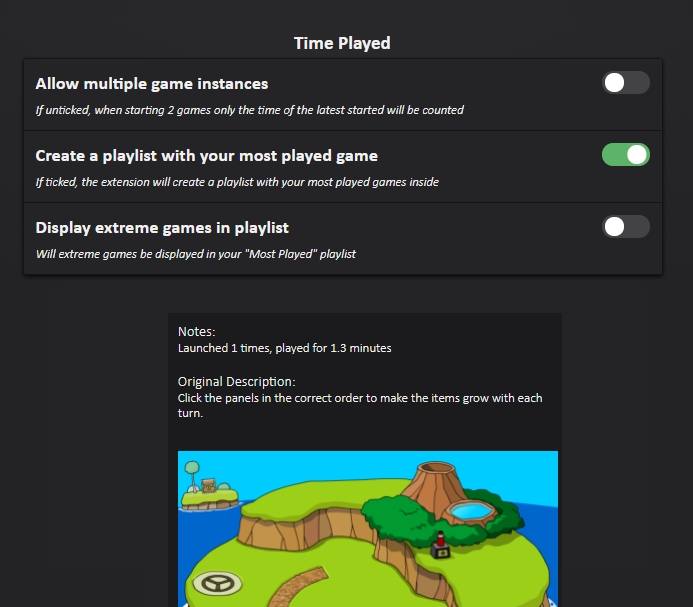 Time Played
Allow multiple game instances
If unticked, when starting 2 games only the time of the latest started will be counted
Create a playlist with your most played game
If ticked, the extension will create a playlist with your most played games inside
Display extreme games in playlist
Will extreme games be displayed in your "Most Played" playlist
Notes:
Launched 1 times, played for 1.3 minutes
Original Description:
Click the panels in the correct order to make the items grow with each
turn.